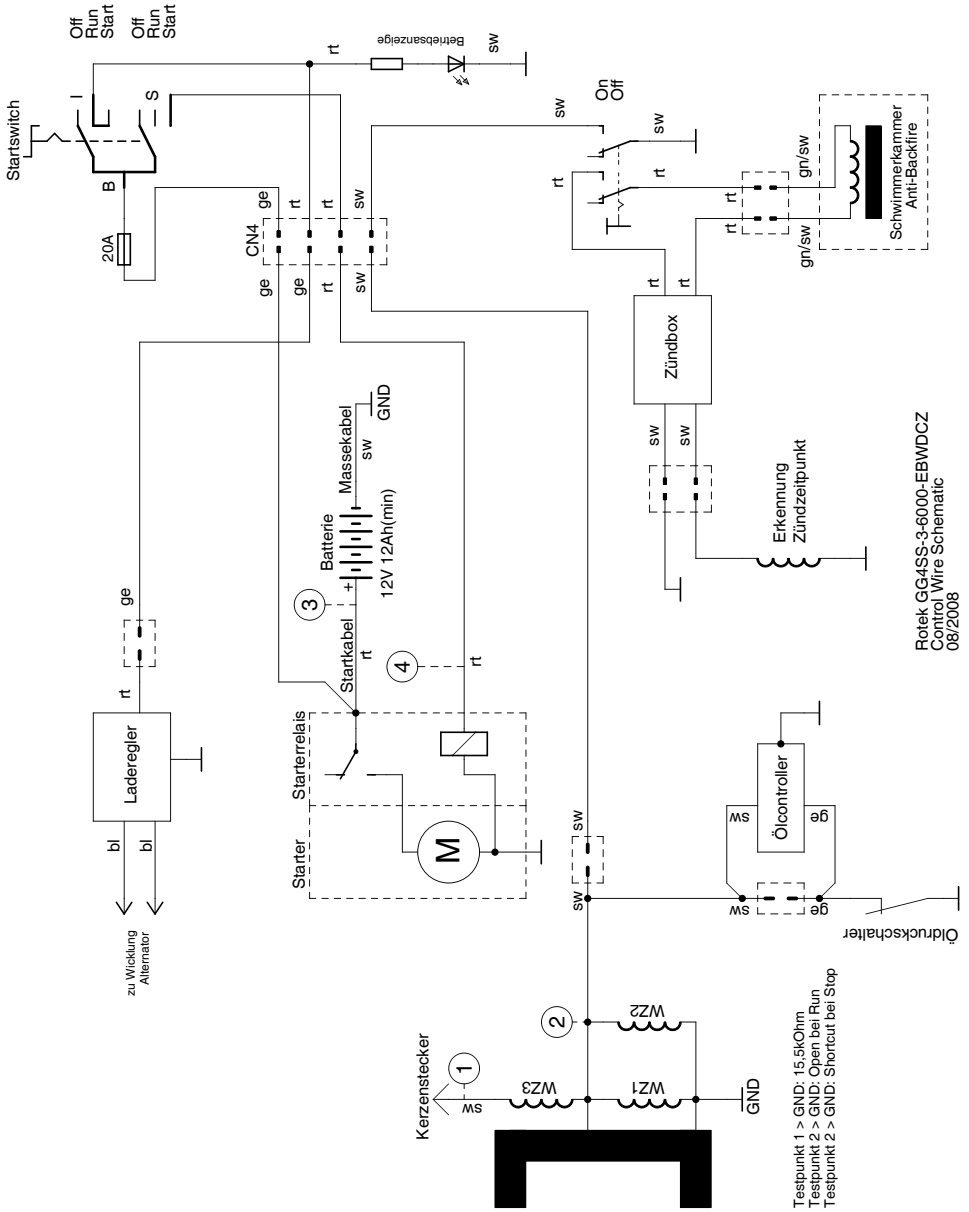 Startswitch
Off
Run
Start
Off
Run
Start
I
S
B
20A
rt
Betriebsanzeige
sw
CN4
ge
rt
rt
sw
ge
ge
rt
sw
sw
On
Off
sw
rt
rt
rt
rt
gn/sw
gn/sw
Schwimmerkammer
Anti-Backfire
rt
rt
Zündbox
sw
sw
Erkennung
Zündzeitpunkt
ge
rt
Laderegler
bl
bl
zu Wicklung
Alternator
Batterie
+
12V 12Ah(min)
Massekabel
sw
GND
3
Startkabel
rt
4
rt
Starterrelais
Starter
M
sw
sw
sw
ge
Ölcontroller
sw
ge
Öldruckschalter
2
WZ2
Kerzenstecker
1
sw
WZ3
WZ1
GND
Testpunkt 1 > GND: 15,5kOhm
Testpunkt 2 > GND: Open bei Run
Testpunkt 2 > GND: Shortcut bei Stop
Rotek GG4SS-3-6000-EBWDCZ
Control Wire Schematic
08/2008